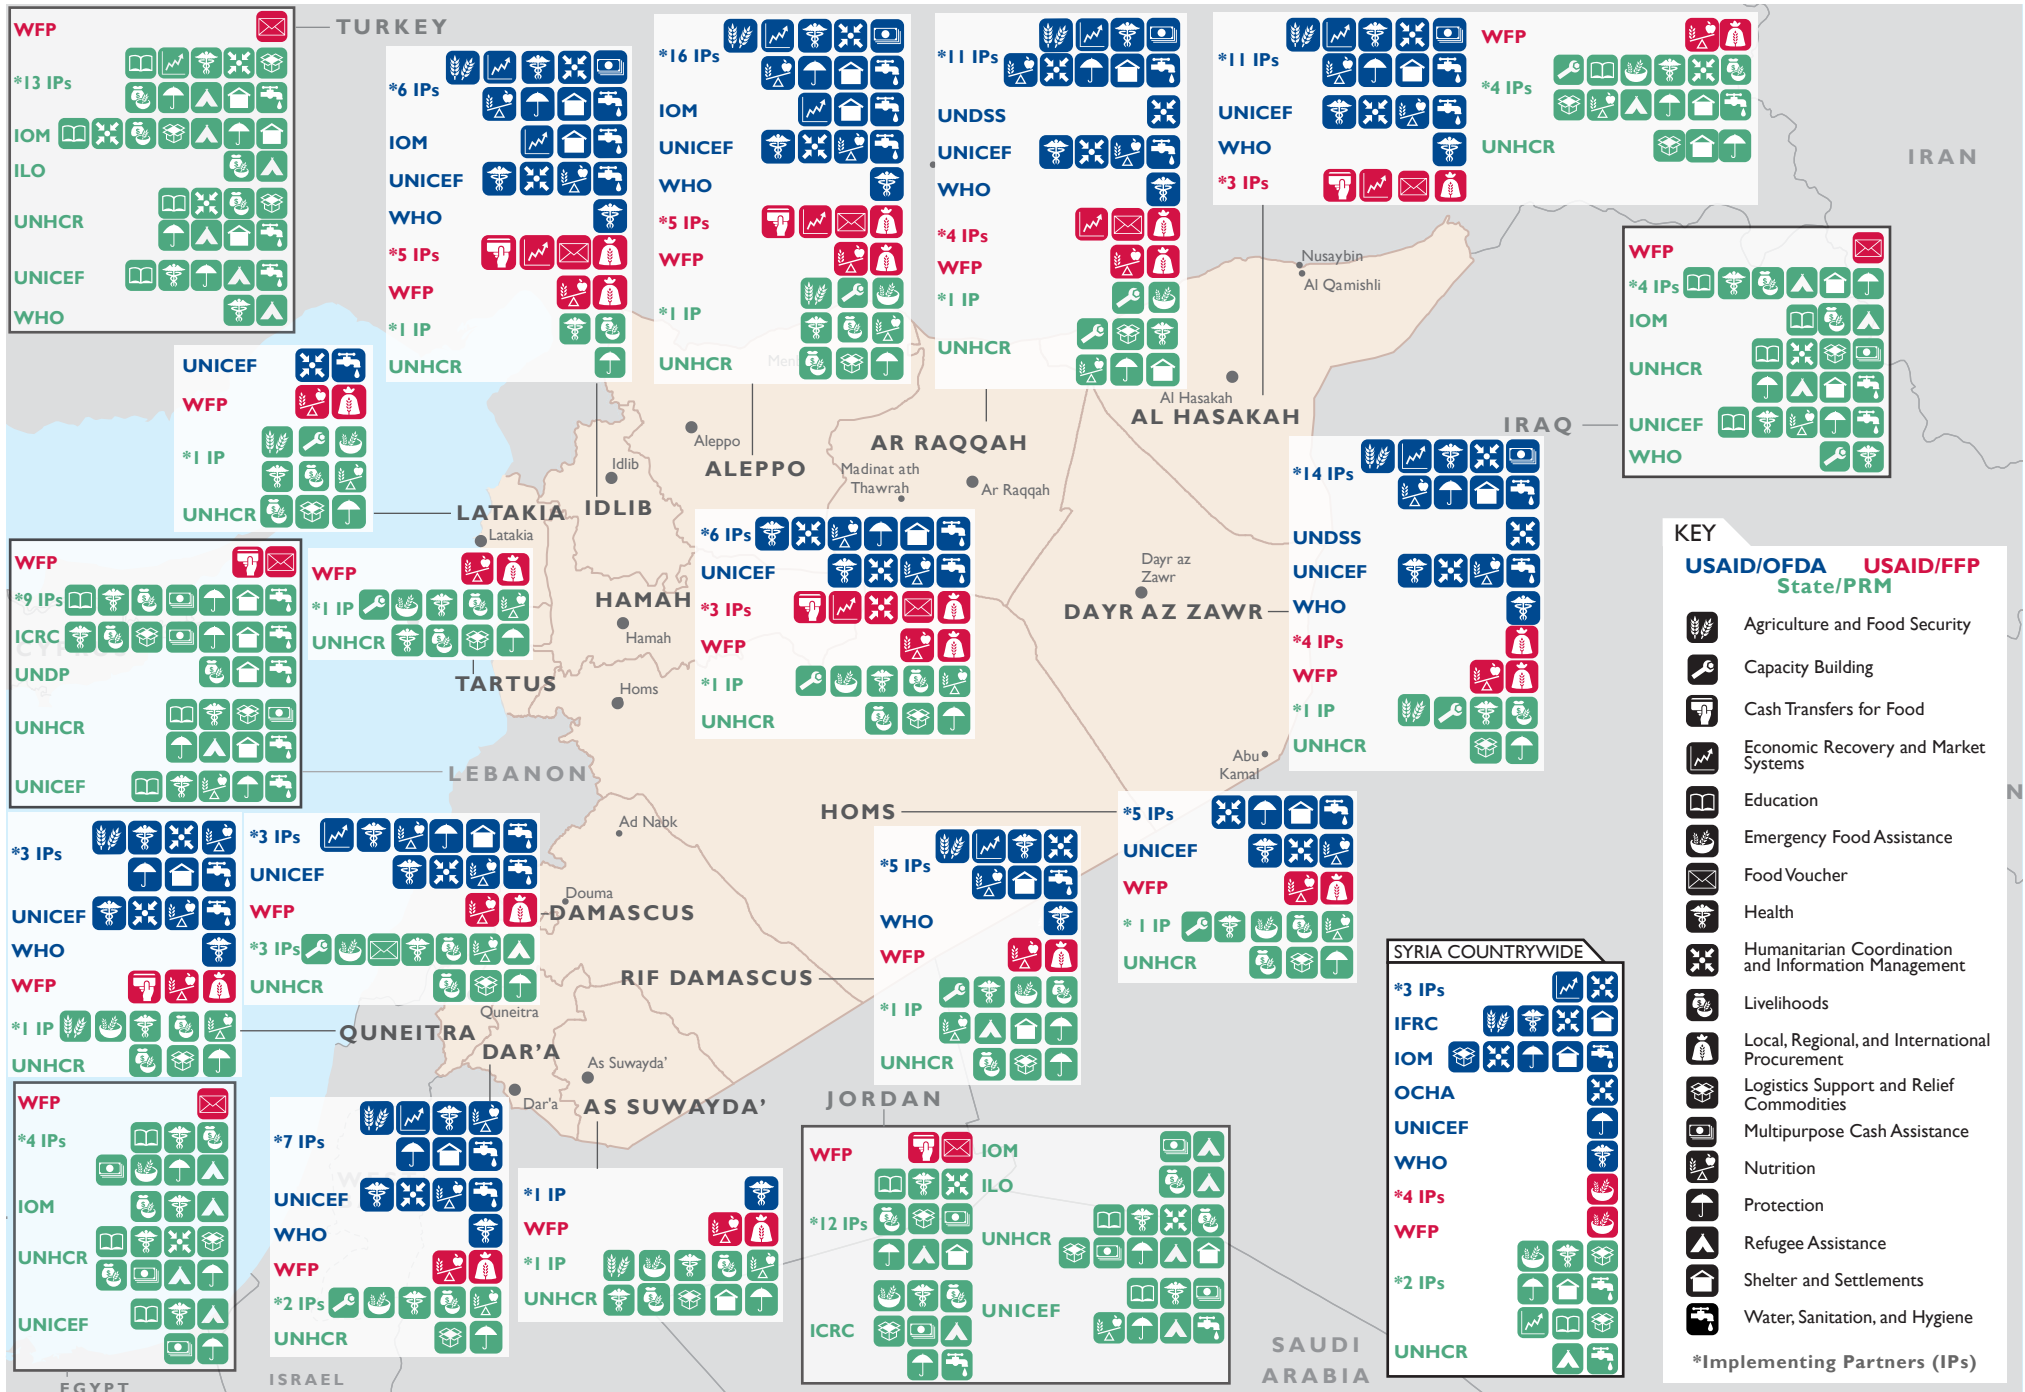 WFP
*13 IPs
IOM
ILO
UNHCR
UNICEF
WHO
TURKEY
*6 IPs
IOM
UNICEF
WHO
*5 IPs
WFP
*1 IP
UNHCR
*16 IPs
IOM
UNICEF
WHO
*5 IPs
WFP
*1 IP
UNHCR
*11 IPs
UNDSS
UNICEF
WHO
*4 IPs
WFP
*1 IP
UNHCR
*11 IPs
UNICEF
WHO
*3 IPs
WFP
*4 IPs
UNHCR
IRAN
WFP
*4 IPs
IOM
UNHCR
UNICEF
WHO
IRAQ
Nusaybin
Al Qamishli
Al Hasakah
AL HASAKAH
AR RAQQAH
Madinat ath
Thawrah
Ar Raqqah
Aleppo
ALEPPO
Idlib
IDLIB
UNICEF
WFP
*1 IP
UNHCR
LATAKIA
Latakia
WFP
*9 IPs
ICRC
UNDP
UNHCR
UNICEF
LEBANON
WFP
*1 IP
UNHCR
TARTUS
HAMAH
Hamah
Homs
*6 IPs
UNICEF
*3 IPs
WFP
*1 IP
UNHCR
Dayr az
Zawr
DAYR AZ ZAWR
Abu
Kamal
*14 IPs
UNDSS
UNICEF
WHO
*4 IPs
WFP
*1 IP
UNHCR
KEY
USAID/OFDA USAID/FFP
State/PRM
Agriculture and Food Security
Capacity Building
Cash Transfers for Food
Economic Recovery and Market
Systems
Education
Emergency Food Assistance
Food Voucher
Health
Humanitarian Coordination
and Information Management
Livelihoods
Local, Regional, and International
Procurement
Logistics Support and Relief
Commodities
Multipurpose Cash Assistance
Nutrition
Protection
Refugee Assistance
Shelter and Settlements
Water, Sanitation, and Hygiene
*Implementing Partners (IPs)
HOMS
*5 IPs
UNICEF
WFP
* 1 IP
UNHCR
*3 IPs
UNICEF
WHO
WFP
*1 IP
UNHCR
QUNEITRA
Quneitra
*3 IPs
UNICEF
WFP
*3 IPs
UNHCR
Ad Nabk
Douma
DAMASCUS
RIF DAMASCUS
*5 IPs
WHO
WFP
*1 IP
UNHCR
DAR'A
Dar'a
As Suwayda'
AS SUWAYDA'
WFP
*4 IPs
IOM
UNHCR
UNICEF
EGYPT
ISRAEL
*7 IPs
UNICEF
WHO
WFP
*2 IPs
UNHCR
*1 IP
WFP
*1 IP
UNHCR
JORDAN
WFP
*12 IPs
ICRC
IOM
ILO
UNHCR
UNICEF
SAUDI
ARABIA
SYRIA COUNTRYWIDE
*3 IPs
IFRC
IOM
OCHA
UNICEF
WHO
*4 IPs
WFP
*2 IPs
UNHCR